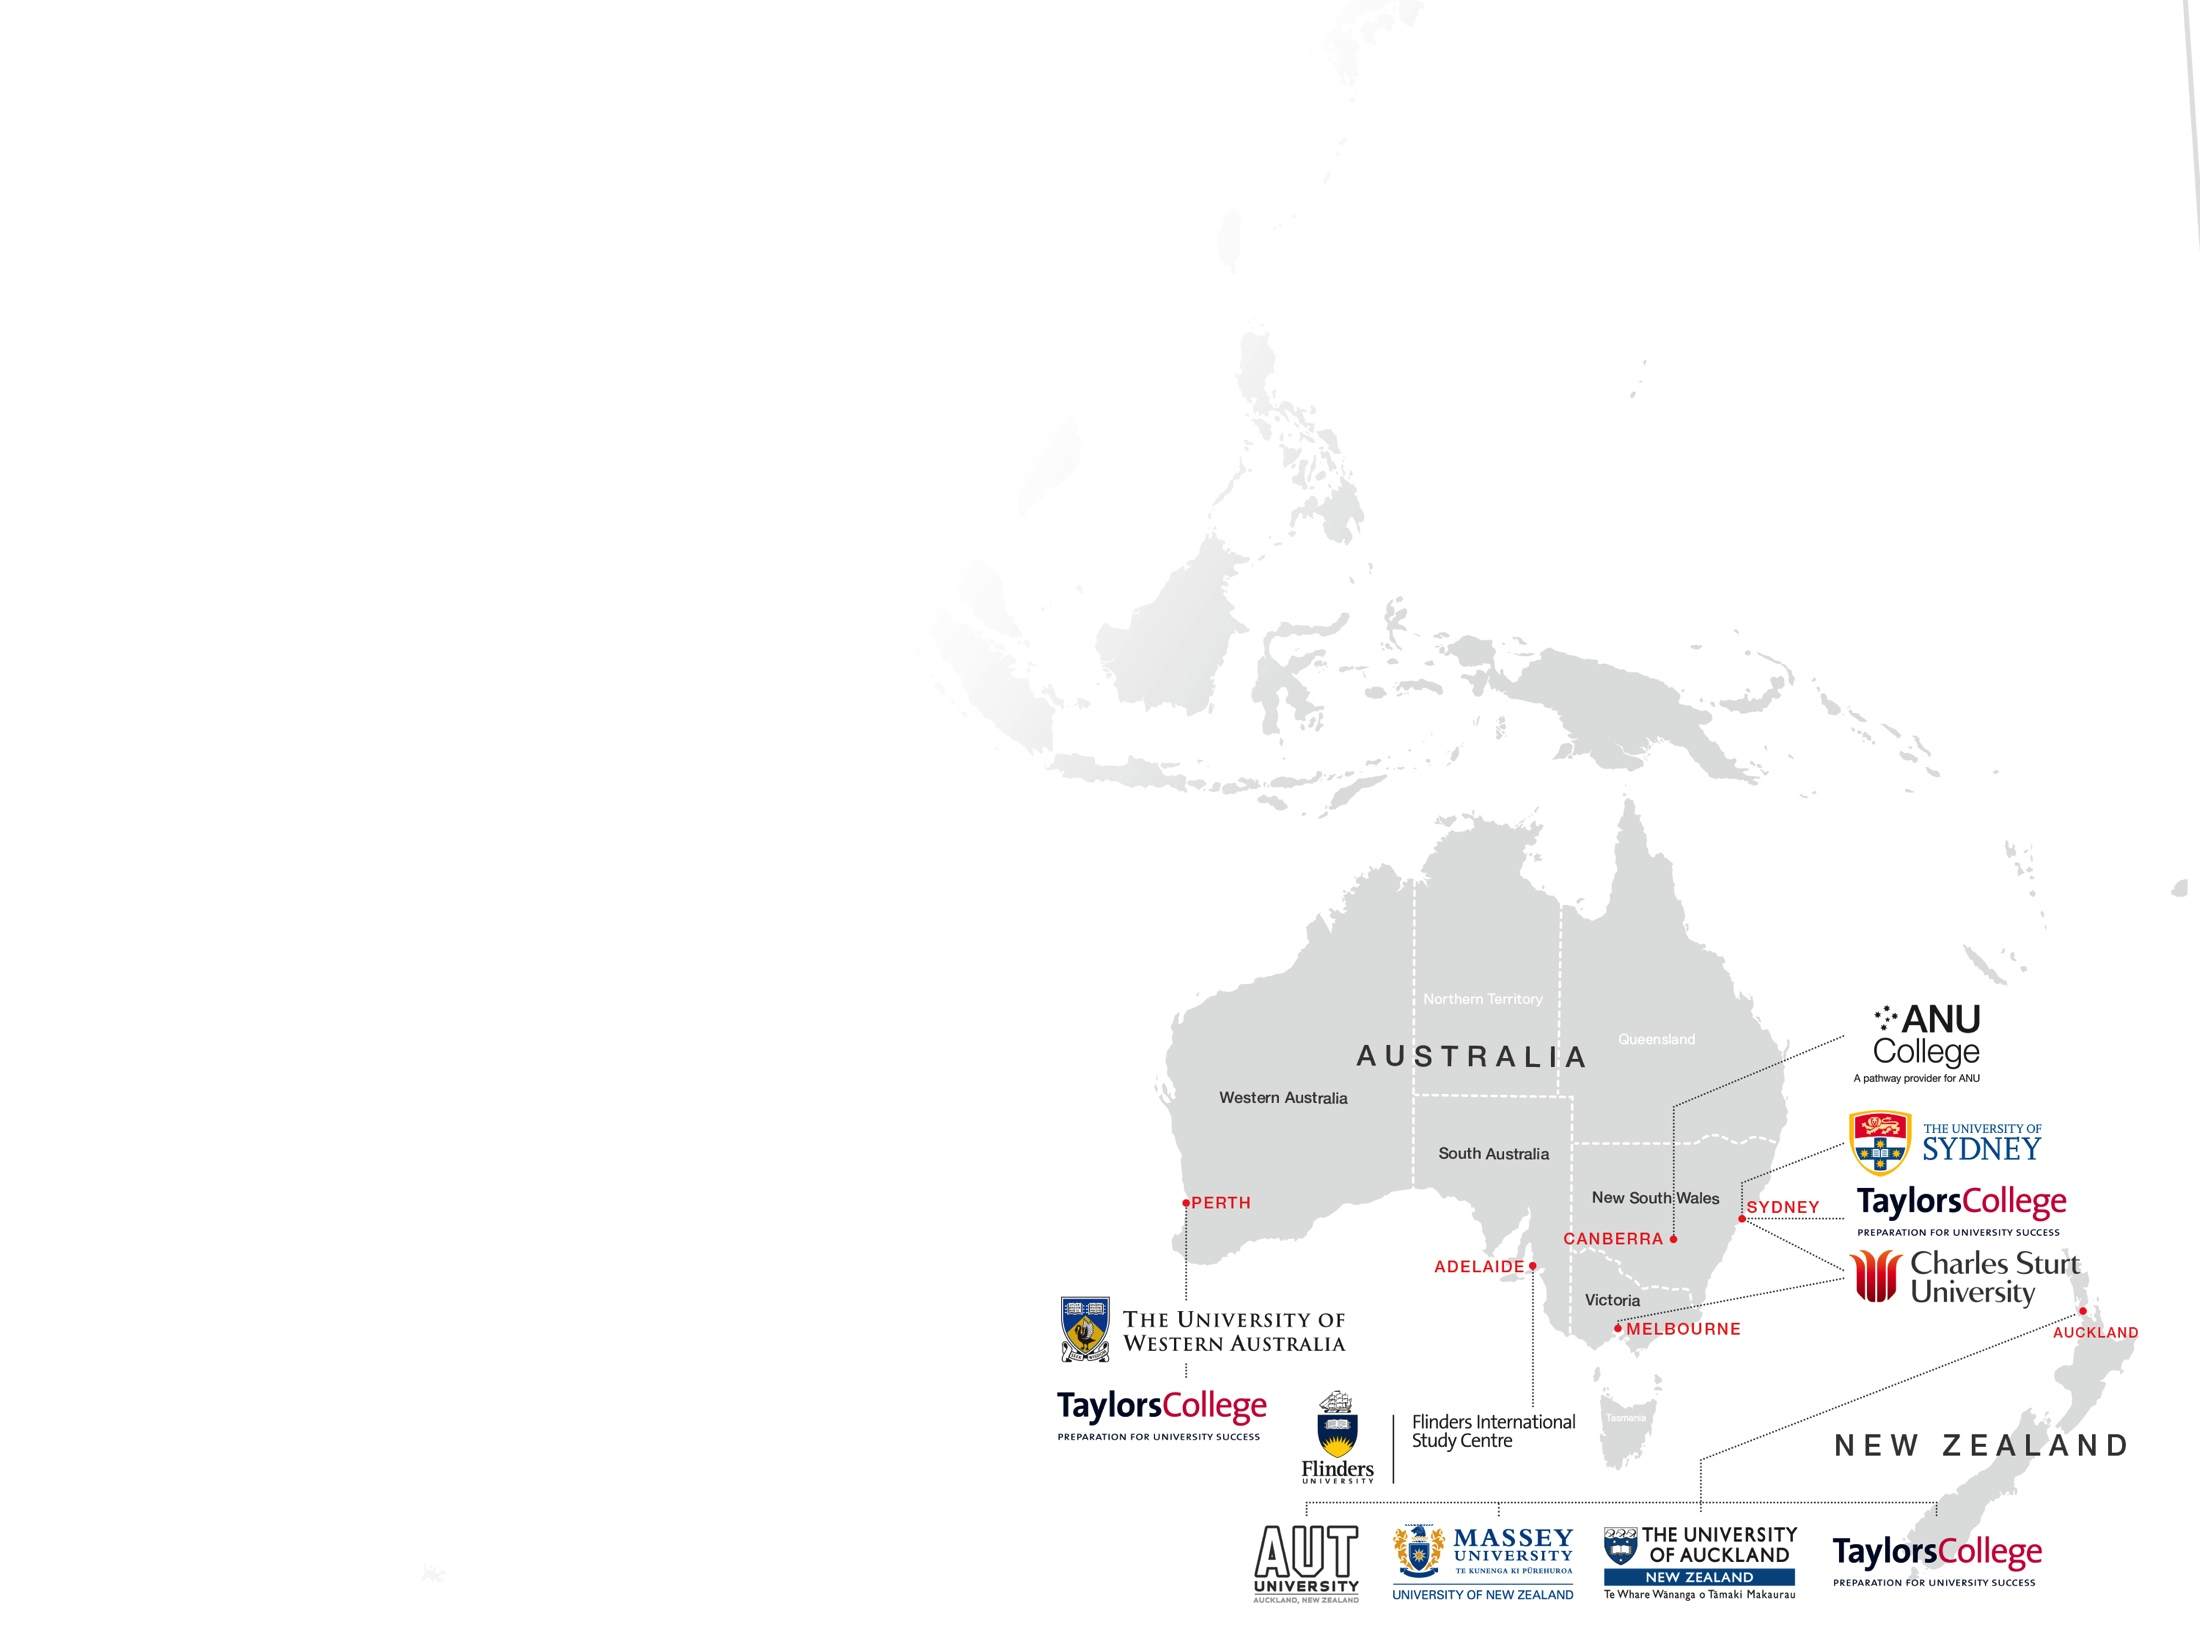 Northern Territory
Queensland
AUSTRALIA
Western Australia
South Australia
New South Wales
PERTH
SYDNEY
CANBERRA
ADELAIDE
Victoria
MELBOURNE
Tasmania
ANU
College
A pathway provider for ANU
THE UNIVERSITY OF
SYDNEY
TaylorsCollege
PREPARATION FOR UNIVERSITY SUCCESS
Charles Sturt
University
AUCKLAND
NEW ZEALAND
THE UNIVERSITY OF
WESTERN AUSTRALIA
TaylorsCollege
PREPARATION FOR UNIVERSITY SUCCESS
Flinders
UNIVERSITY
Flinders International
Study Centre
AUT
UNIVERSITY
AUCKLAND, NEW ZEALAND
MASSEY
UNIVERSITY
TE KUNENGA KI PŪREHUROA
UNIVERSITY OF NEW ZEALAND
THE UNIVERSITY
OF AUCKLAND
NEW ZEALAND
Te Whare Wānanga o Tāmaki Makaurau
TaylorsCollege
PREPARATION FOR UNIVERSITY SUCCESS